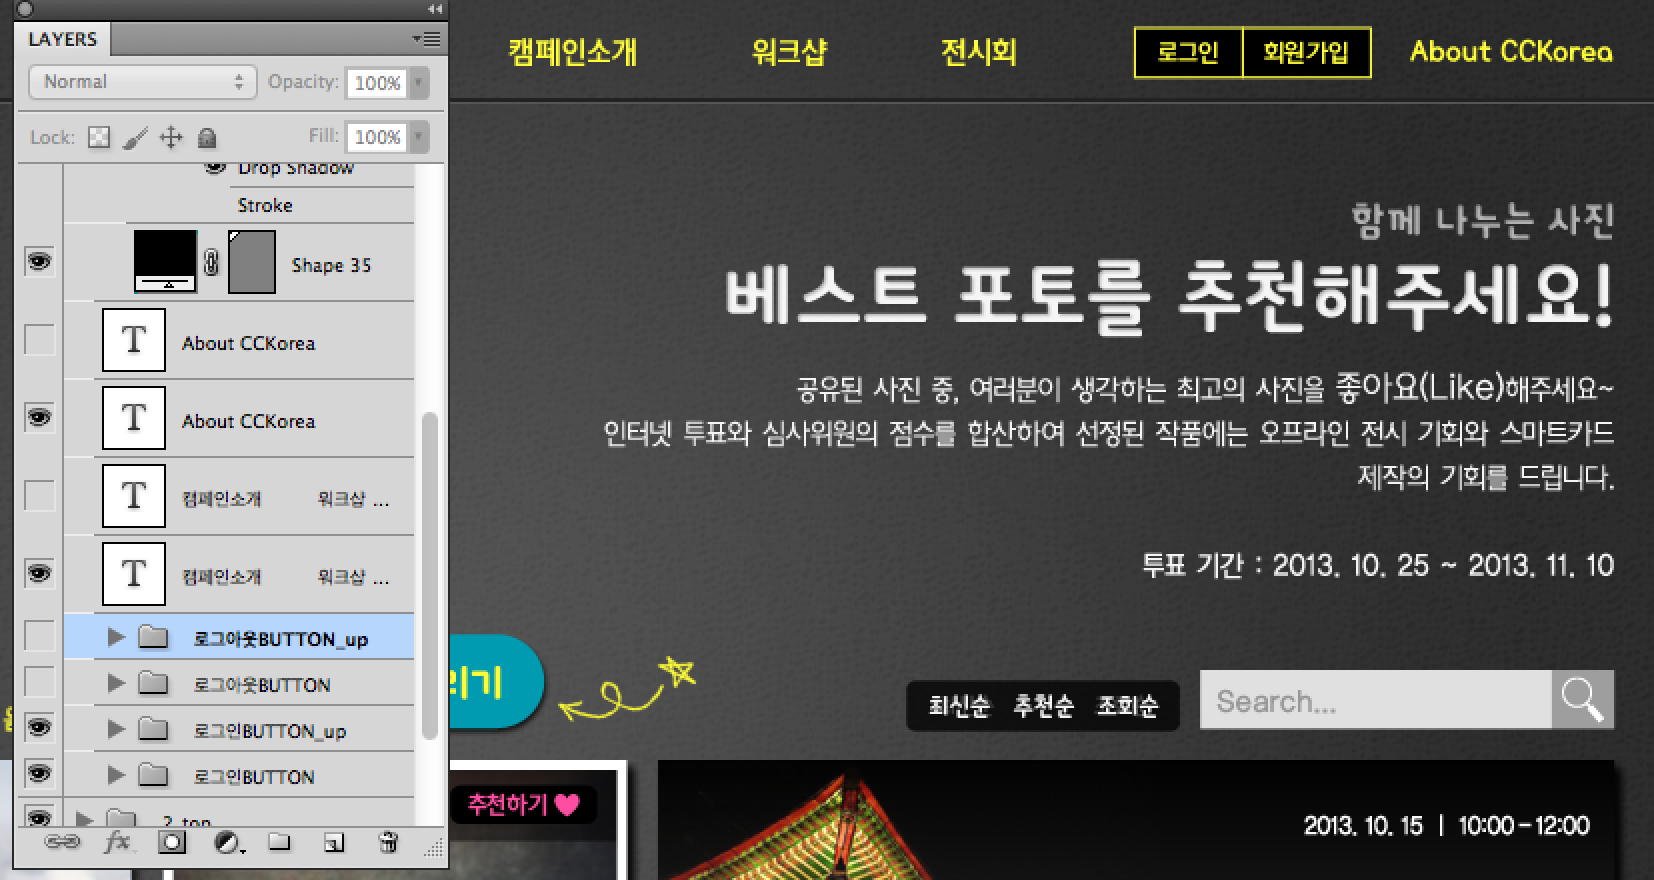 LAYERS
Normal
Opacity: 100%
Lock:
Fill: 100%
Drop Shadow
Stroke
Shape 35
About CCKorea
About CCKorea
캠페인소개 워크샵 ...
캠페인소개 워크샵 ...
로그아웃BUTTON_up
로그아웃BUTTON
로그인BUTTON_up
로그인BUTTON
2 top
fx
캠페인소개 워크샵 전시회 로그인 회원가입 About CCKorea
함께 나누는 사진
베스트 포토를 추천해주세요!
공유된 사진 중, 여러분이 생각하는 최고의 사진을 좋아요(Like)해주세요~
인터넷 투표와 심사위원의 점수를 합산하여 선정된 작품에는 오프라인 전시 기회와 스마트카드
제작의 기회를 드립니다.
투표 기간 : 2013. 10. 25 ~ 2013. 11. 10
최신순 추천순 조회순
Search...
추천하기
2013. 10. 15 | 10:00-12:00